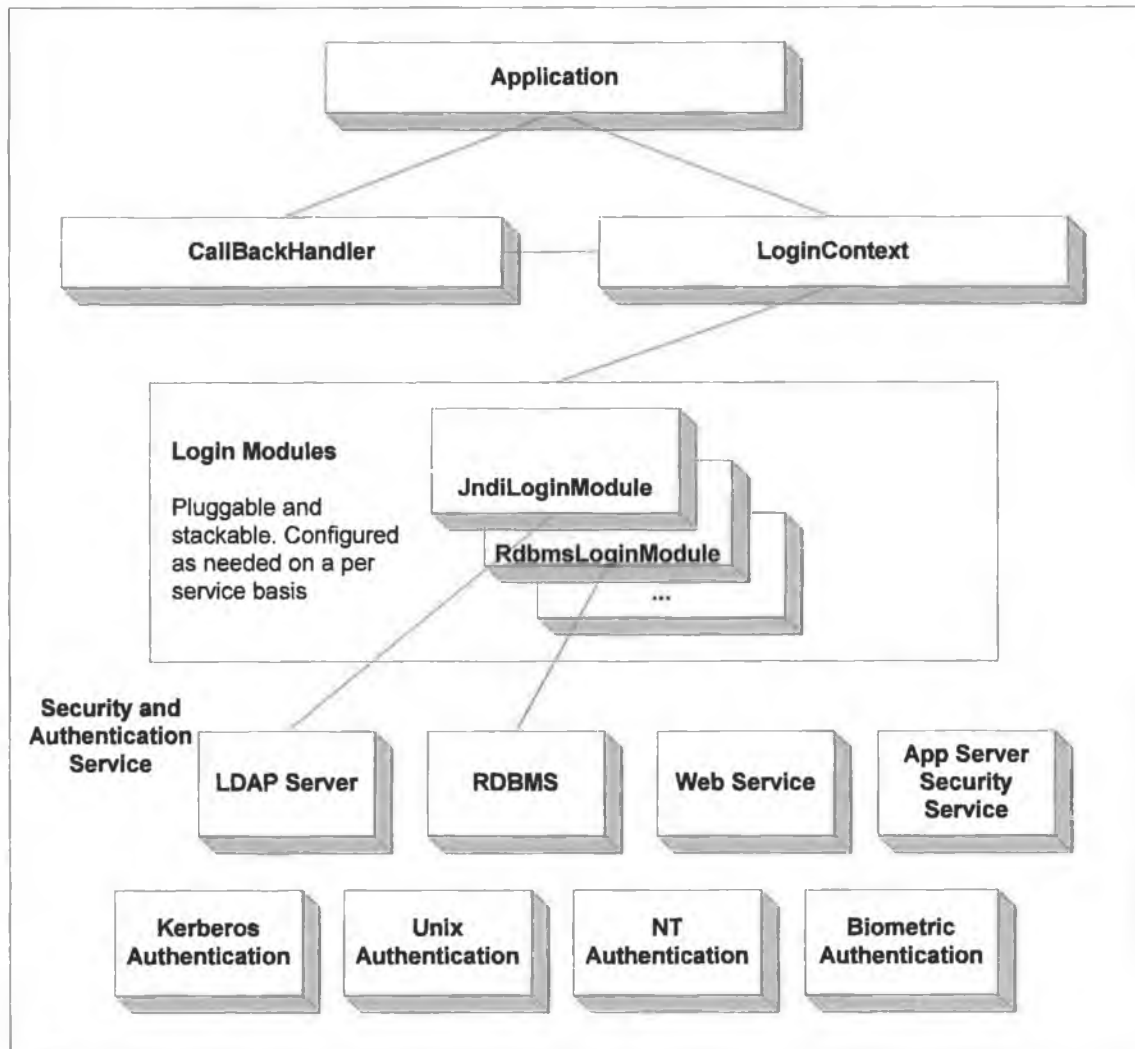 Application
CallBackHandler
LoginContext
Login Modules
Pluggable and
stackable. Configured
as needed on a per
service basis
JndiLoginModule
RdbmsLoginModule
...
Security and
Authentication
Service
LDAP Server
RDBMS
Web Service
App Server
Security
Service
Kerberos
Authentication
Unix
Authentication
NT
Authentication
Biometric
Authentication